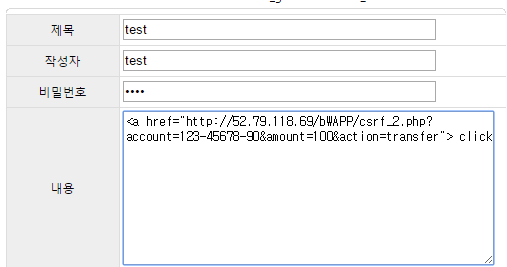 제목 test
작성자 test
비밀번호 ••••
내용
<a href="http://52.79.118.69/bWAPP/csrf_2.php?
account=123-45678-90&amount=100&action=transfer"> click